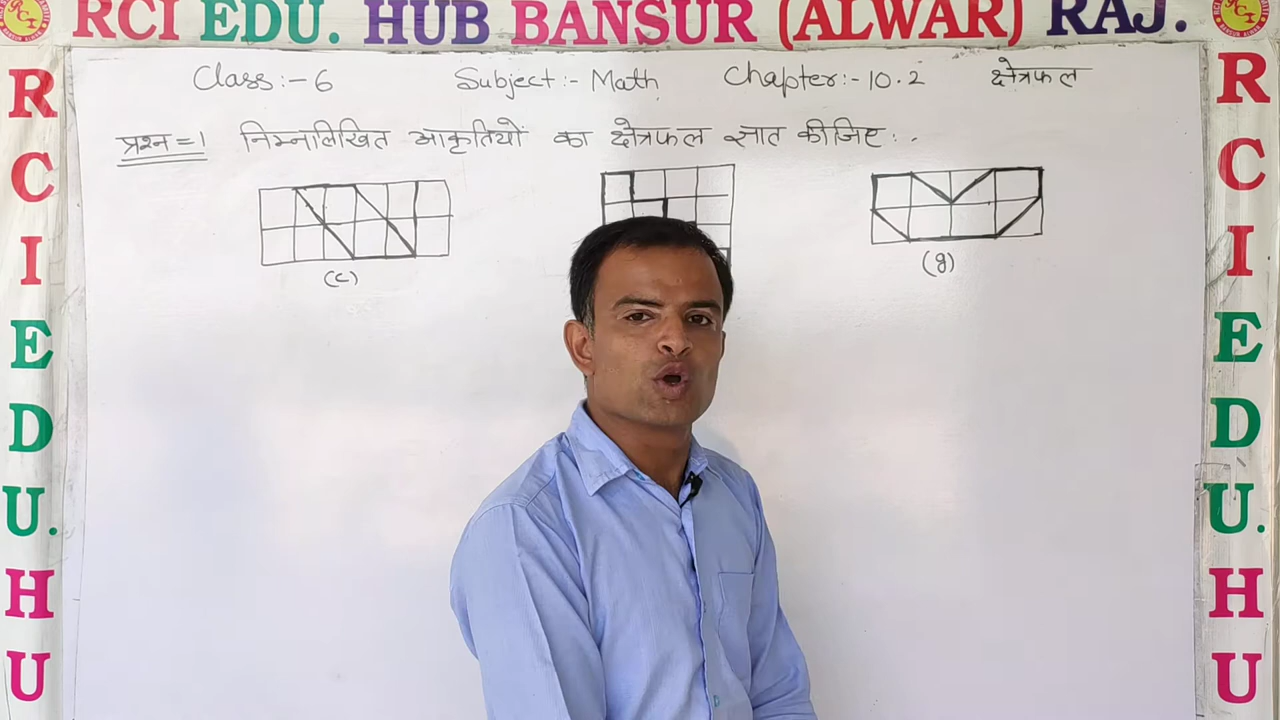 RCI EDU. HUB BANSUR (ALWAR) RAJ.
Class:- 6 Subject:- Math Chapter:- 10.2 क्षेत्रफल
प्रश्न=1 निम्नलिखित आकृतियों का क्षेत्रफल ज्ञात कीजिए:.
(c) (g)
R
C
I
E
D
U.
H
U
R
C
I
E
D
U.
H
U